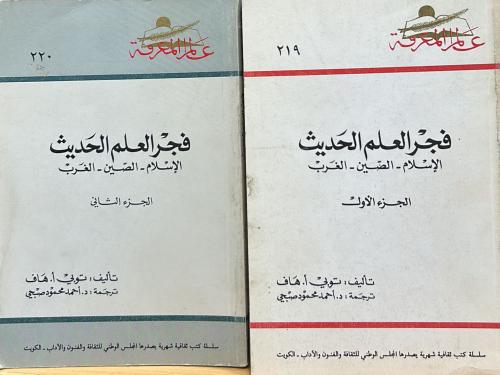 عالم المعرفة
٢١٩
فجر العلم الحديث
الإسلام - الصين - الغرب
الجزء الأول
تأليف: توبي أ. هاف
ترجمة: د. أحمد محمود صبحي
سلسلة كتب ثقافية شهرية يصدرها المجلس الوطني للثقافة والفنون والآداب - الكويت
عالم المعرفة
٢٢٠
فجر العلم الحديث
الإسلام - الصين - الغرب
الجزء الثاني
تأليف: توبي أ. هاف
ترجمة: د. أحمد محمود صبحي
سلسلة كتب ثقافية شهرية يصدرها المجلس الوطني للثقافة والفنون والآداب - الكويت